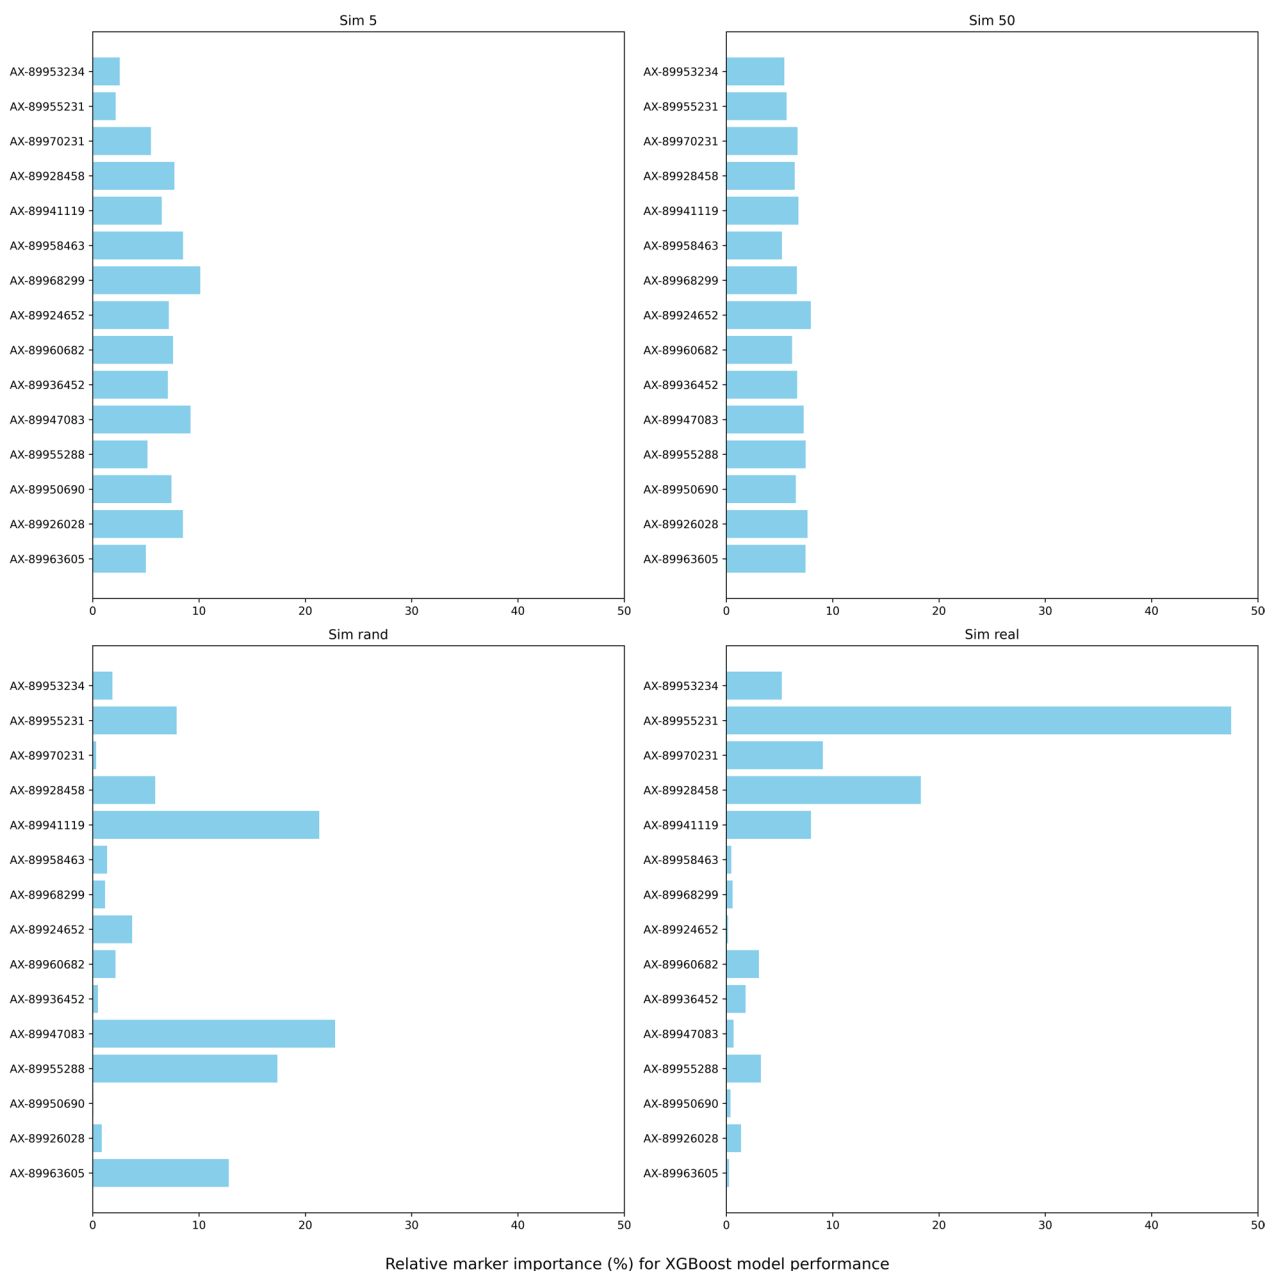 Sim 5
AX-89953234
AX-89955231
AX-89970231
AX-89928458
AX-89941119
AX-89958463
AX-89968299
AX-89924652
AX-89960682
AX-89936452
AX-89947083
AX-89955288
AX-89950690
AX-89926028
AX-89963605
0 10 20 30 40 50
Sim 50
AX-89953234
AX-89955231
AX-89970231
AX-89928458
AX-89941119
AX-89958463
AX-89968299
AX-89924652
AX-89960682
AX-89936452
AX-89947083
AX-89955288
AX-89950690
AX-89926028
AX-89963605
0 10 20 30 40 50
Sim rand
AX-89953234
AX-89955231
AX-89970231
AX-89928458
AX-89941119
AX-89958463
AX-89968299
AX-89924652
AX-89960682
AX-89936452
AX-89947083
AX-89955288
AX-89950690
AX-89926028
AX-89963605
0 10 20 30 40 50
Sim real
AX-89953234
AX-89955231
AX-89970231
AX-89928458
AX-89941119
AX-89958463
AX-89968299
AX-89924652
AX-89960682
AX-89936452
AX-89947083
AX-89955288
AX-89950690
AX-89926028
AX-89963605
0 10 20 30 40 50
Relative marker importance (%) for XGBoost model performance